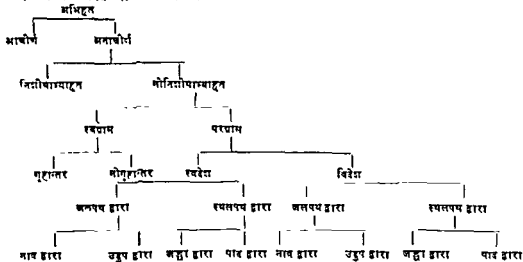 अभिहृत
आचीर्ण अनाचीर्ण
निशीथाभ्याहृत नोनिशीथाभ्याहृत
स्वग्राम परग्राम
गृहान्तर नोगृहान्तर स्वदेश विदेश
जलपथ द्वारा स्थलपथ द्वारा जलपथ द्वारा स्थलपथ द्वारा
नाव द्वारा उडुप द्वारा जङ्घा द्वारा पाद द्वारा नाव द्वारा उडुप द्वारा जङ्घा द्वारा पाद द्वारा